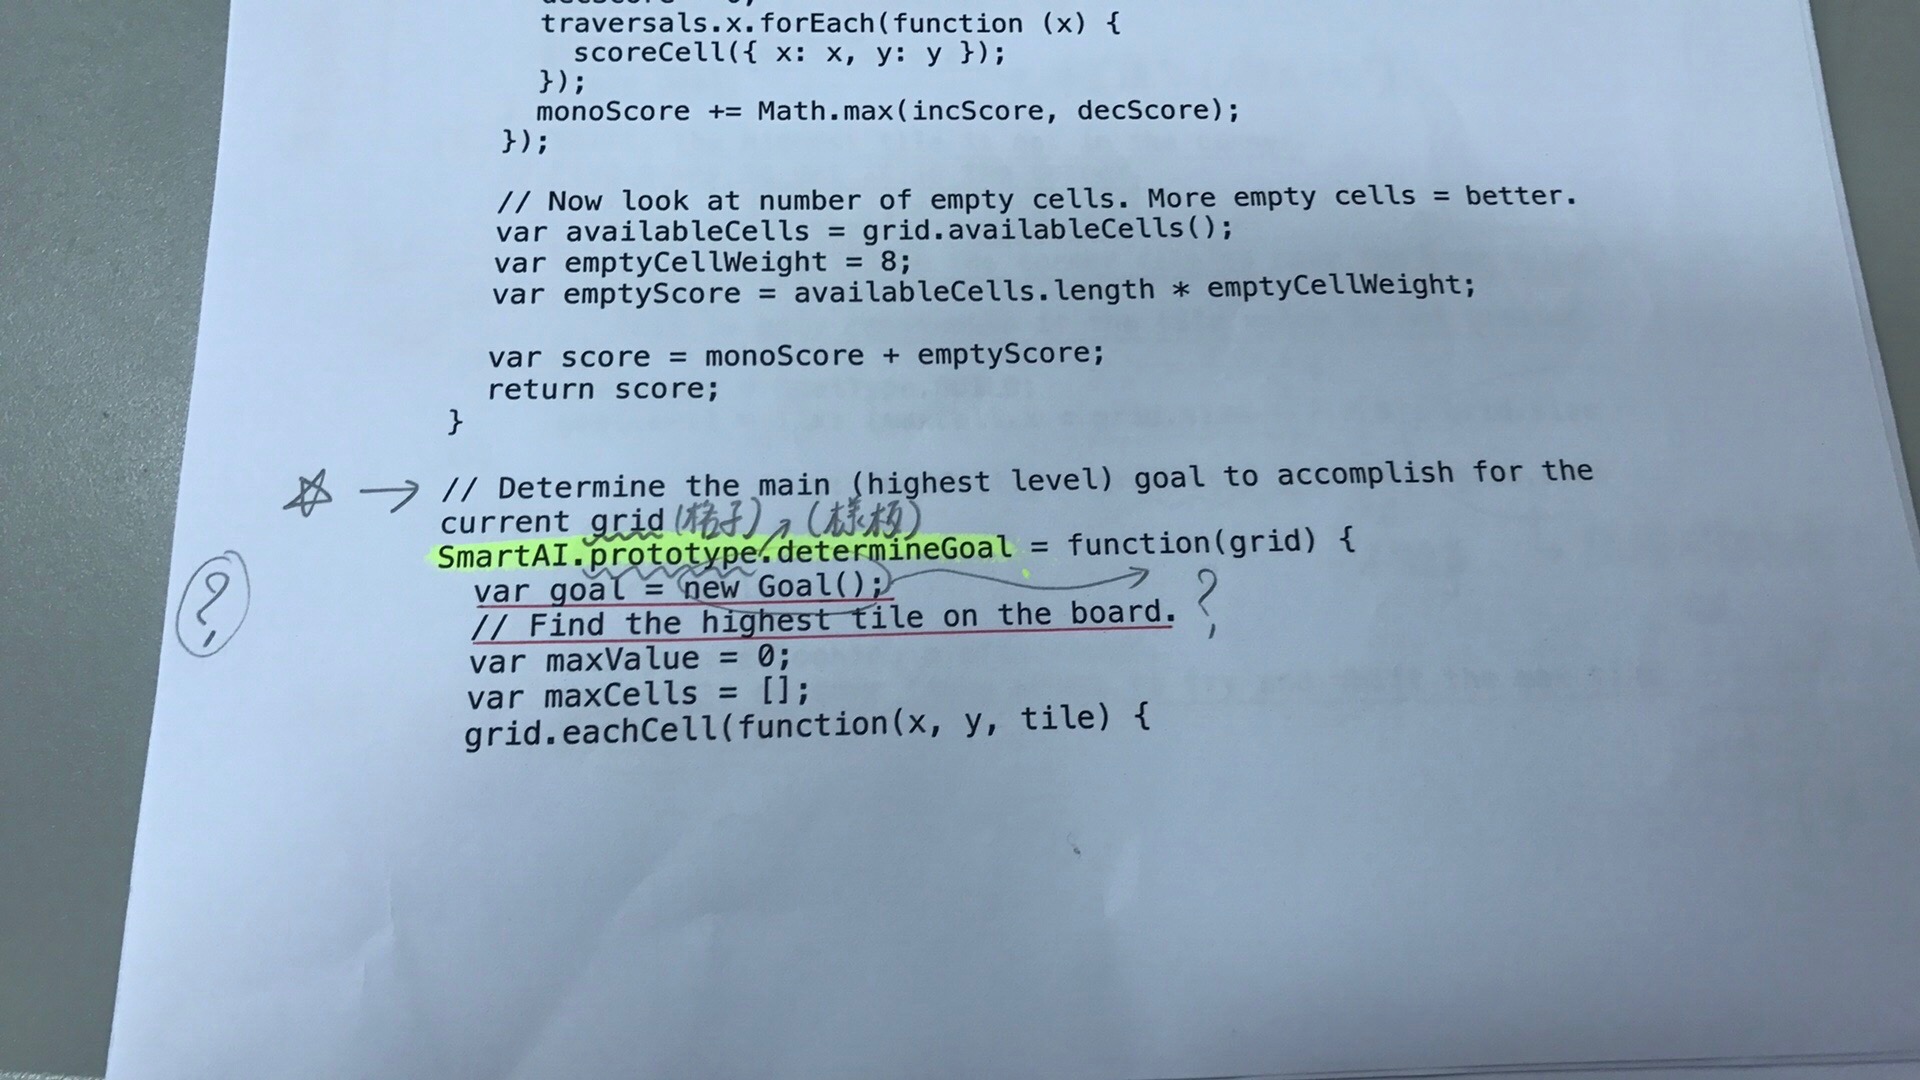 traversals.x.forEach(function (x) {
scoreCell({ x: x, y: y });
});
monoScore += Math.max(incScore, decScore);
});
// Now look at number of empty cells. More empty cells = better.
var availableCells = grid.availableCells();
var emptyCellWeight = 8;
var emptyScore = availableCells.length * emptyCellWeight;
var score = monoScore + emptyScore;
return score;
}
// Determine the main (highest level) goal to accomplish for the
current grid (格子) (樣板)
SmartAI.prototype.determineGoal = function(grid) {
? var goal = new Goal();
// Find the highest tile on the board. ?
var maxValue = 0;
var maxCells = [];
grid.eachCell(function(x, y, tile) {